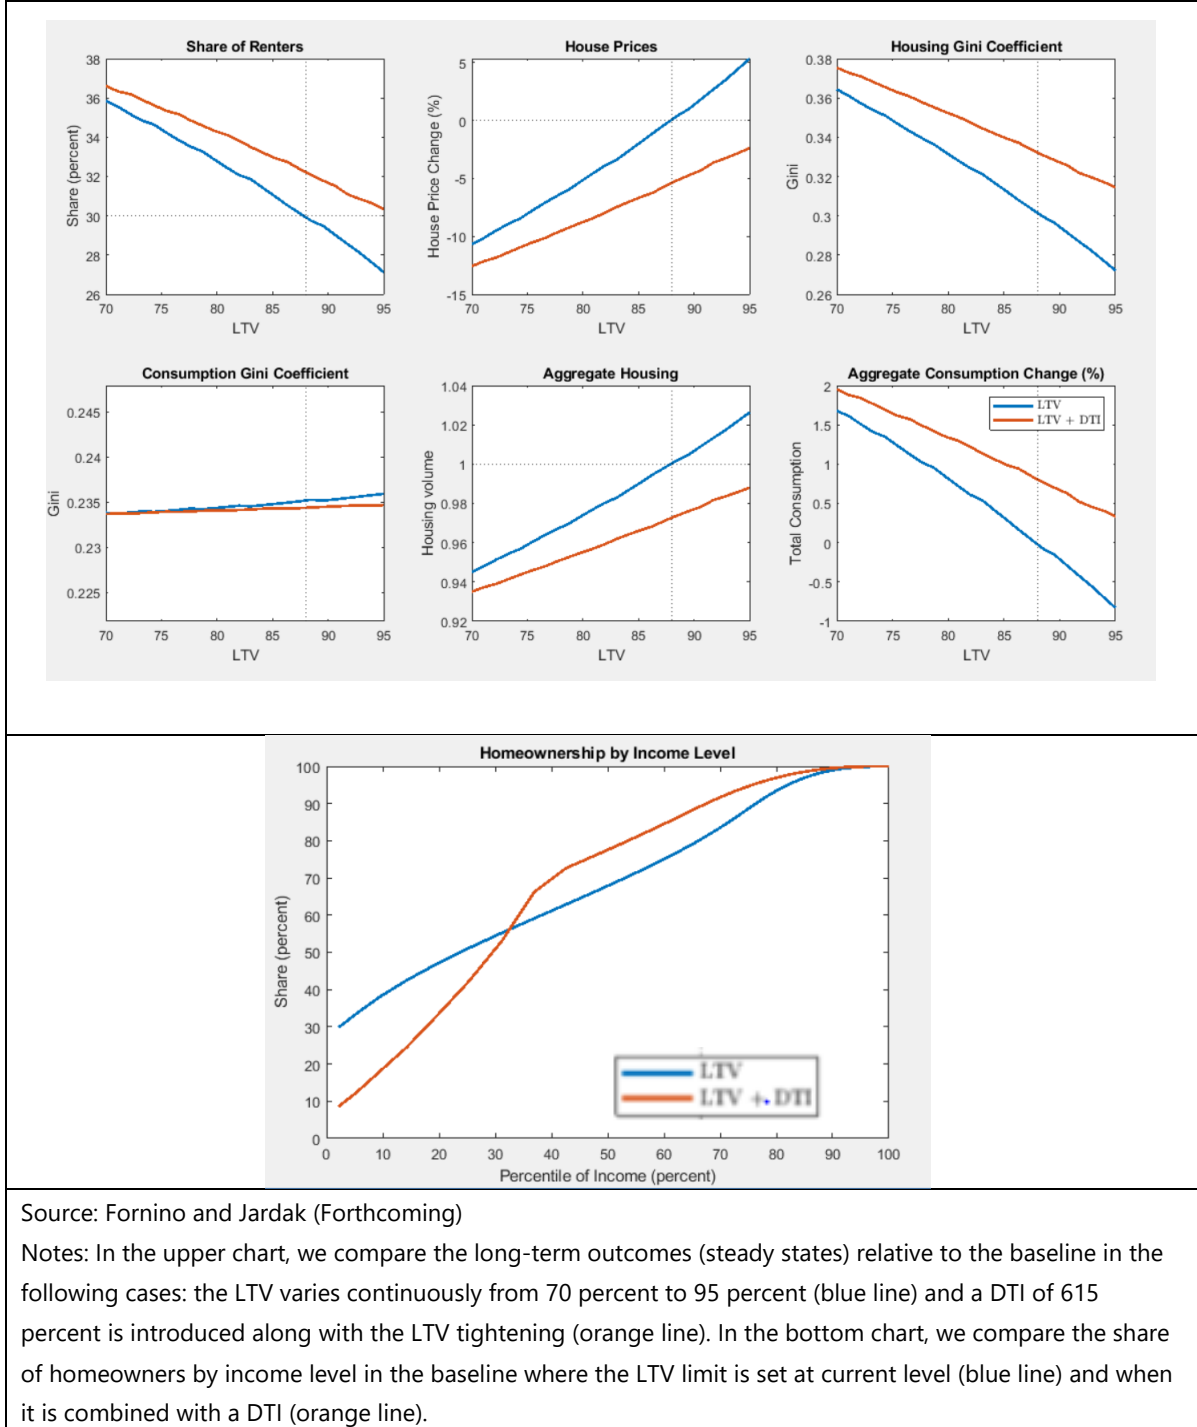 Share of Renters
38
36
34
32
30
28
26
Share (percent)
70 75 80 85 90 95
LTV
House Prices
5
0
-5
-10
-15
House Price Change (%)
70 75 80 85 90 95
LTV
Housing Gini Coefficient
0.38
0.36
0.34
0.32
0.3
0.28
0.26
Gini
70 75 80 85 90 95
LTV
Consumption Gini Coefficient
0.245
0.24
0.235
0.23
0.225
Gini
70 75 80 85 90 95
LTV
Aggregate Housing
1.04
1.02
1
0.98
0.96
0.94
0.92
Housing volume
70 75 80 85 90 95
LTV
Aggregate Consumption Change (%)
2
1.5
1
0.5
0
-0.5
-1
Total Consumption
LTV
LTV + DTI
70 75 80 85 90 95
LTV
Homeownership by Income Level
100
90
80
70
60
50
40
30
20
10
0
Share (percent)
LTV
LTV + DTI
0 10 20 30 40 50 60 70 80 90 100
Percentile of Income (percent)
Source: Fornino and Jardak (Forthcoming)
Notes: In the upper chart, we compare the long-term outcomes (steady states) relative to the baseline in the
following cases: the LTV varies continuously from 70 percent to 95 percent (blue line) and a DTI of 615
percent is introduced along with the LTV tightening (orange line). In the bottom chart, we compare the share
of homeowners by income level in the baseline where the LTV limit is set at current level (blue line) and when
it is combined with a DTI (orange line).